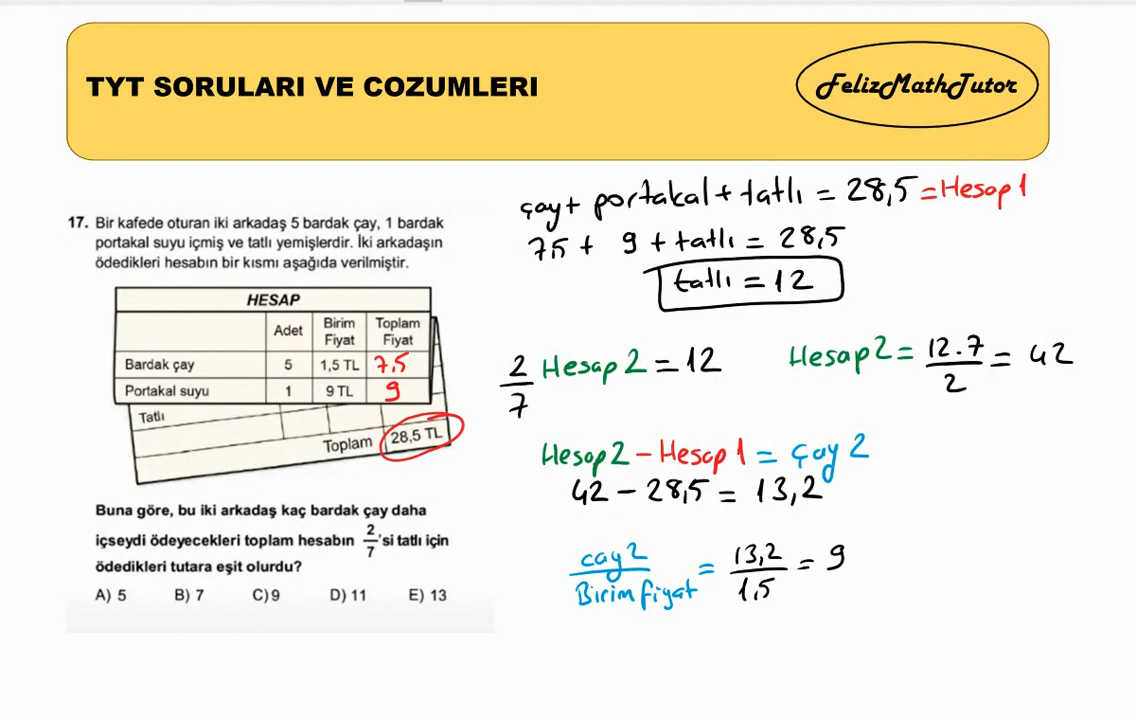 TYT SORULARI VE COZUMLERI
FelizMathTutor
17. Bir kafede oturan iki arkadaş 5 bardak çay, 1 bardak
portakal suyu içmiş ve tatlı yemişlerdir. İki arkadaşın
ödedikleri hesabın bir kısmı aşağıda verilmiştir.
HESAP
Adet Birim Fiyat Toplam Fiyat
Bardak çay 5 1,5 TL 7,5
Portakal suyu 1 9 TL 9
Tatlı
Toplam 28,5 TL
Buna göre, bu iki arkadaş kaç bardak çay daha
içseydi ödeyecekleri toplam hesabın 2/7'si tatlı için
ödedikleri tutara eşit olurdu?
A) 5 B) 7 C) 9 D) 11 E) 13
çay + portakal + tatlı = 28,5 = Hesap 1
7,5 + 9 + tatlı = 28,5
tatlı = 12
2/7 Hesap 2 = 12
Hesap 2 = 12.7/2 = 42
Hesap 2 - Hesap 1 = çay 2
42 - 28,5 = 13,2
cay 2/Birim fiyat = 13,2/1,5 = 9